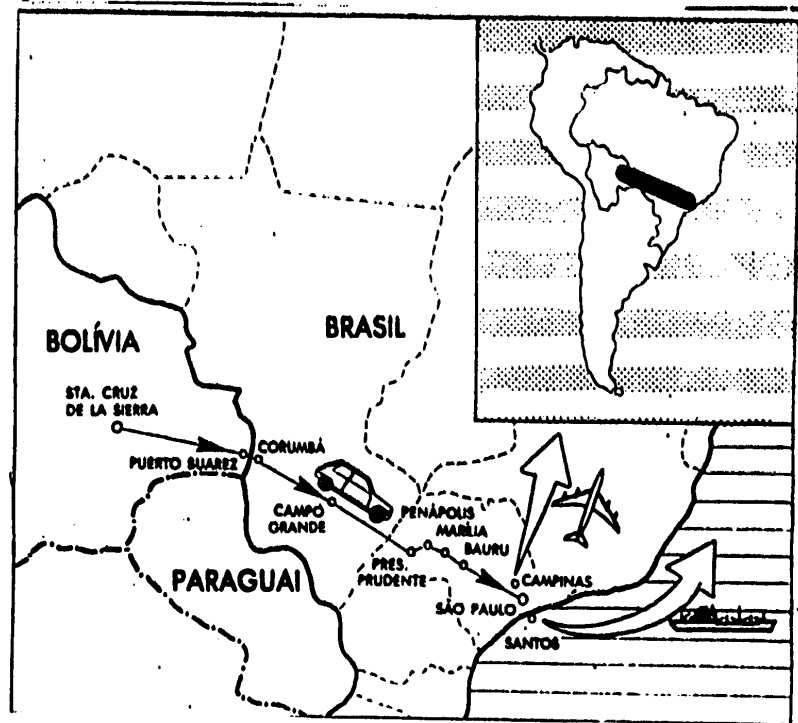 BOLÍVIA
BRASIL
STA. CRUZ
DE LA SIERRA
PUERTO SUAREZ
CORUMBÁ
CAMPO
GRANDE
PENÁPOLIS
MARÍLIA
BAURU
PRES.
PRUDENTE
PARAGUAI
CAMPINAS
SÃO PAULO
SANTOS